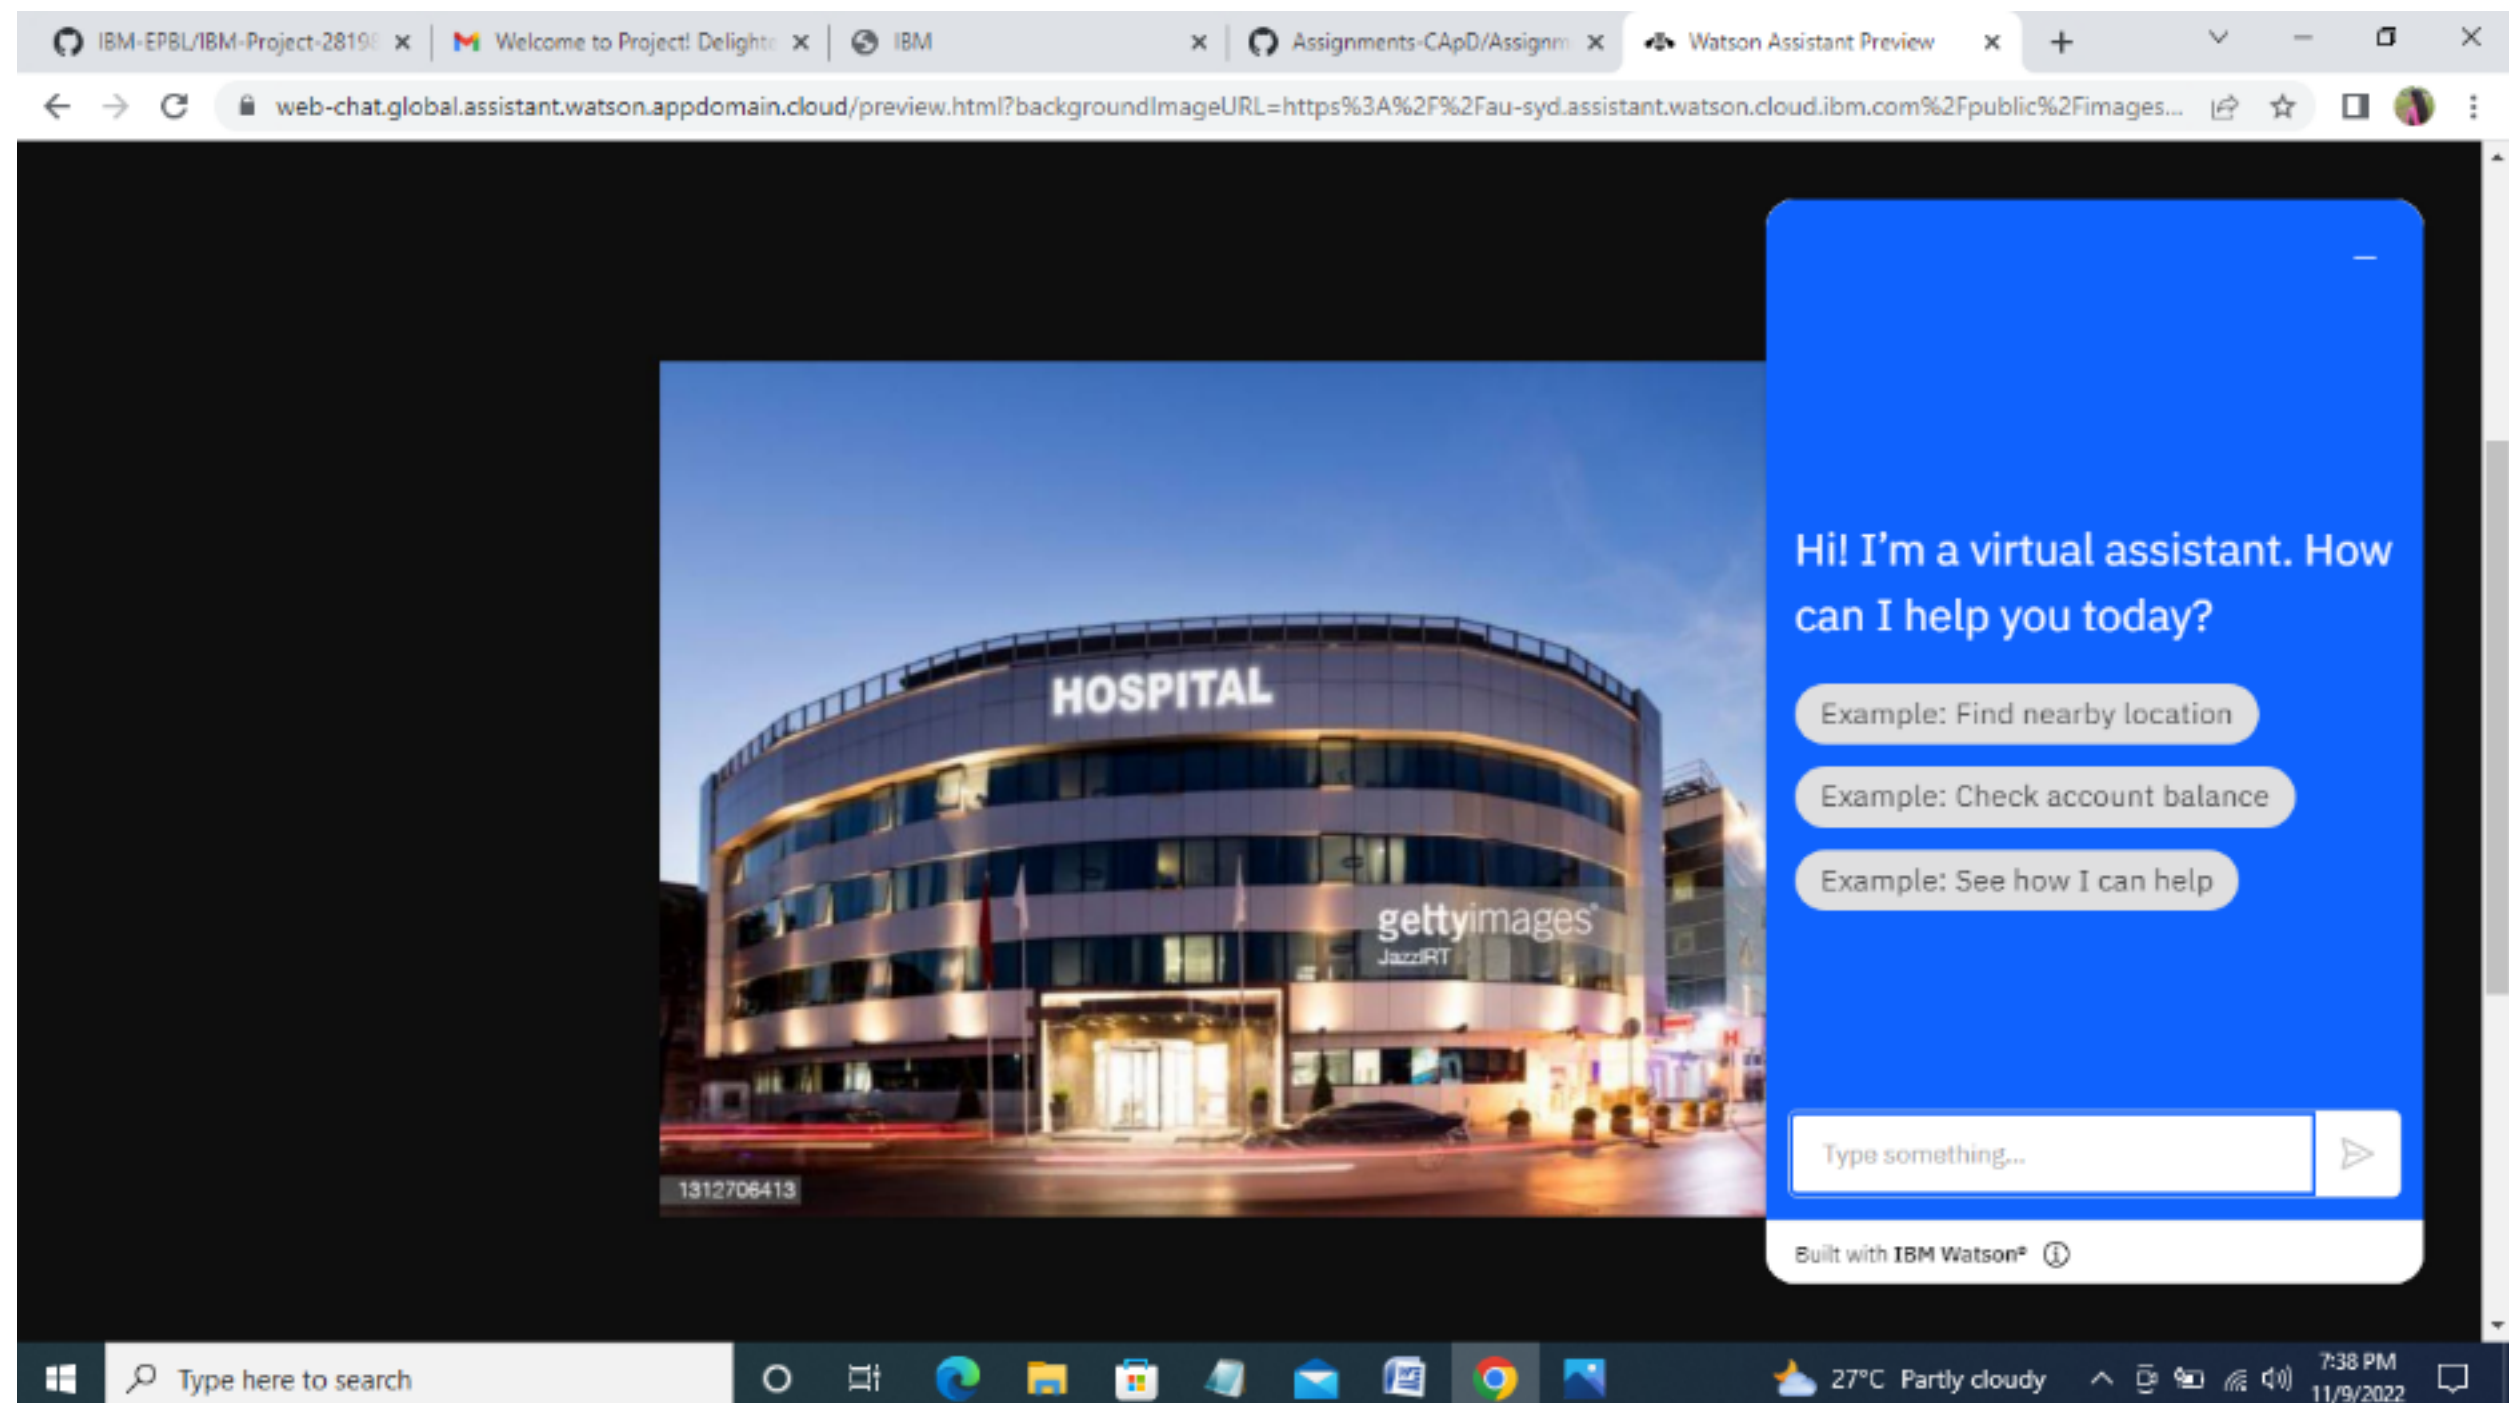 IBM-EPBL/IBM-Project-28198
Welcome to Project! Delighte
IBM
Assignments-CApD/Assignm
Watson Assistant Preview
web-chat.global.assistant.watson.appdomain.cloud/preview.html?backgroundImageURL=https%3A%2F%2Fau-syd.assistant.watson.cloud.ibm.com%2Fpublic%2Fimages...
Hi! I'm a virtual assistant. How
can I help you today?
HOSPITAL
Example: Find nearby location
Example: Check account balance
Example: See how I can help
gettyimages®
JazzIRT
H
Type something...
1312706413
Built with IBM Watson®
Type here to search
27°C Partly cloudy
7:38 PM
11/9/2022